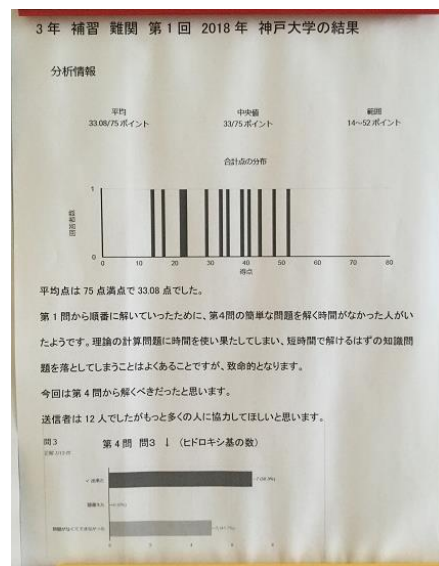 3年 補習 難関 第1回 2018年 神戸大学の結果
分析情報
平均 中央値 範囲
33.08/75 ポイント 33/75 ポイント 14~52 ポイント
合計点の分布
回答者数
1
0
0 10 20 30 40 50 60 70 80
得点
平均点は 75 点満点で 33.08 点でした。
第1問から順番に解いていったために、第4問の簡単な問題を解く時間がなかった人がい
たようです。理論の計算問題に時間を使い果たしてしまい、短時間で解けるはずの知識問
題を落としてしまうことはよくあることですが、致命的となります。
今回は第4問から解くべきだったと思います。
送信者は 12 人でしたがもっと多くの人に協力してほしいと思います。
問3 第4問 問3 ↓ (ヒドロキシ基の数)
0 2 4 6 8